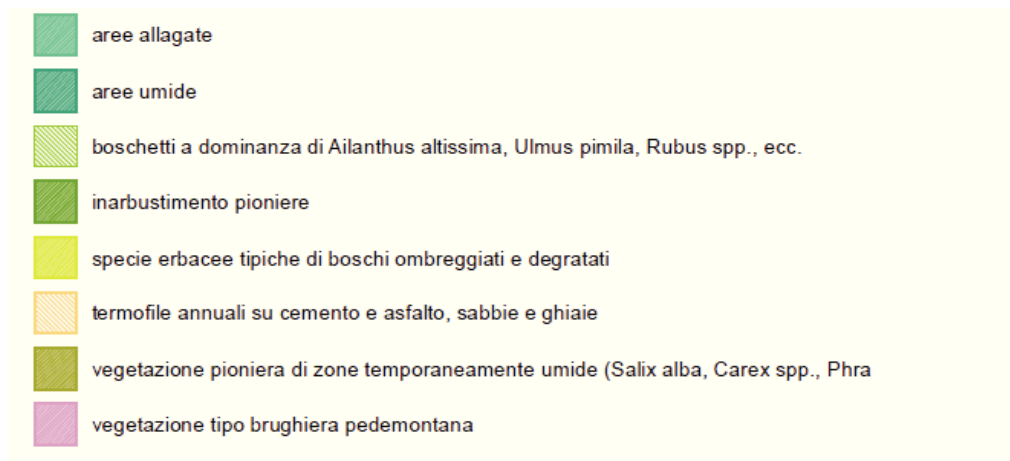 aree allagate
aree umide
boschetti a dominanza di Ailanthus altissima, Ulmus pimila, Rubus spp., ecc.
inarbustimento pioniere
specie erbacee tipiche di boschi ombreggiati e degratati
termofile annuali su cemento e asfalto, sabbie e ghiaie
vegetazione pioniera di zone temporaneamente umide (Salix alba, Carex spp., Phra
vegetazione tipo brughiera pedemontana